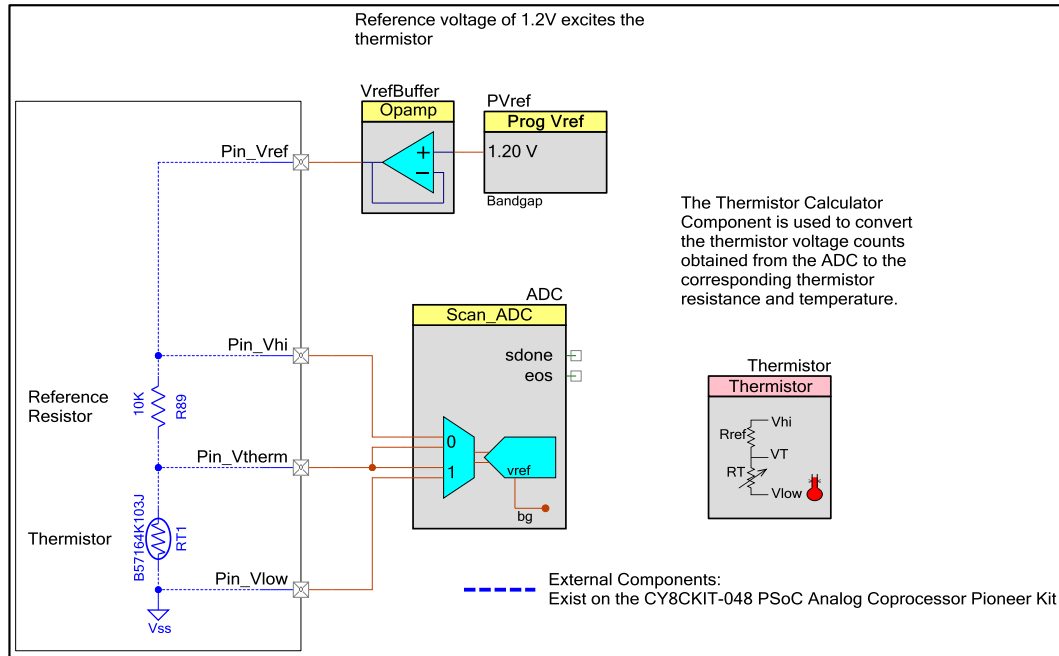 Reference voltage of 1.2V excites the
thermistor
VrefBuffer
Opamp
PVref
Prog Vref
1.20 V
Bandgap
Pin_Vref
The Thermistor Calculator
Component is used to convert
the thermistor voltage counts
obtained from the ADC to the
corresponding thermistor
resistance and temperature.
ADC
Scan_ADC
sdone
eos
Pin_Vhi
Reference
Resistor
10K
R89
0
1
vref
bg
Pin_Vtherm
Thermistor
B57164K103J
RT1
Pin_Vlow
Vss
Thermistor
Thermistor
Vhi
Rref
VT
RT
Vlow
External Components:
Exist on the CY8CKIT-048 PSoC Analog Coprocessor Pioneer Kit